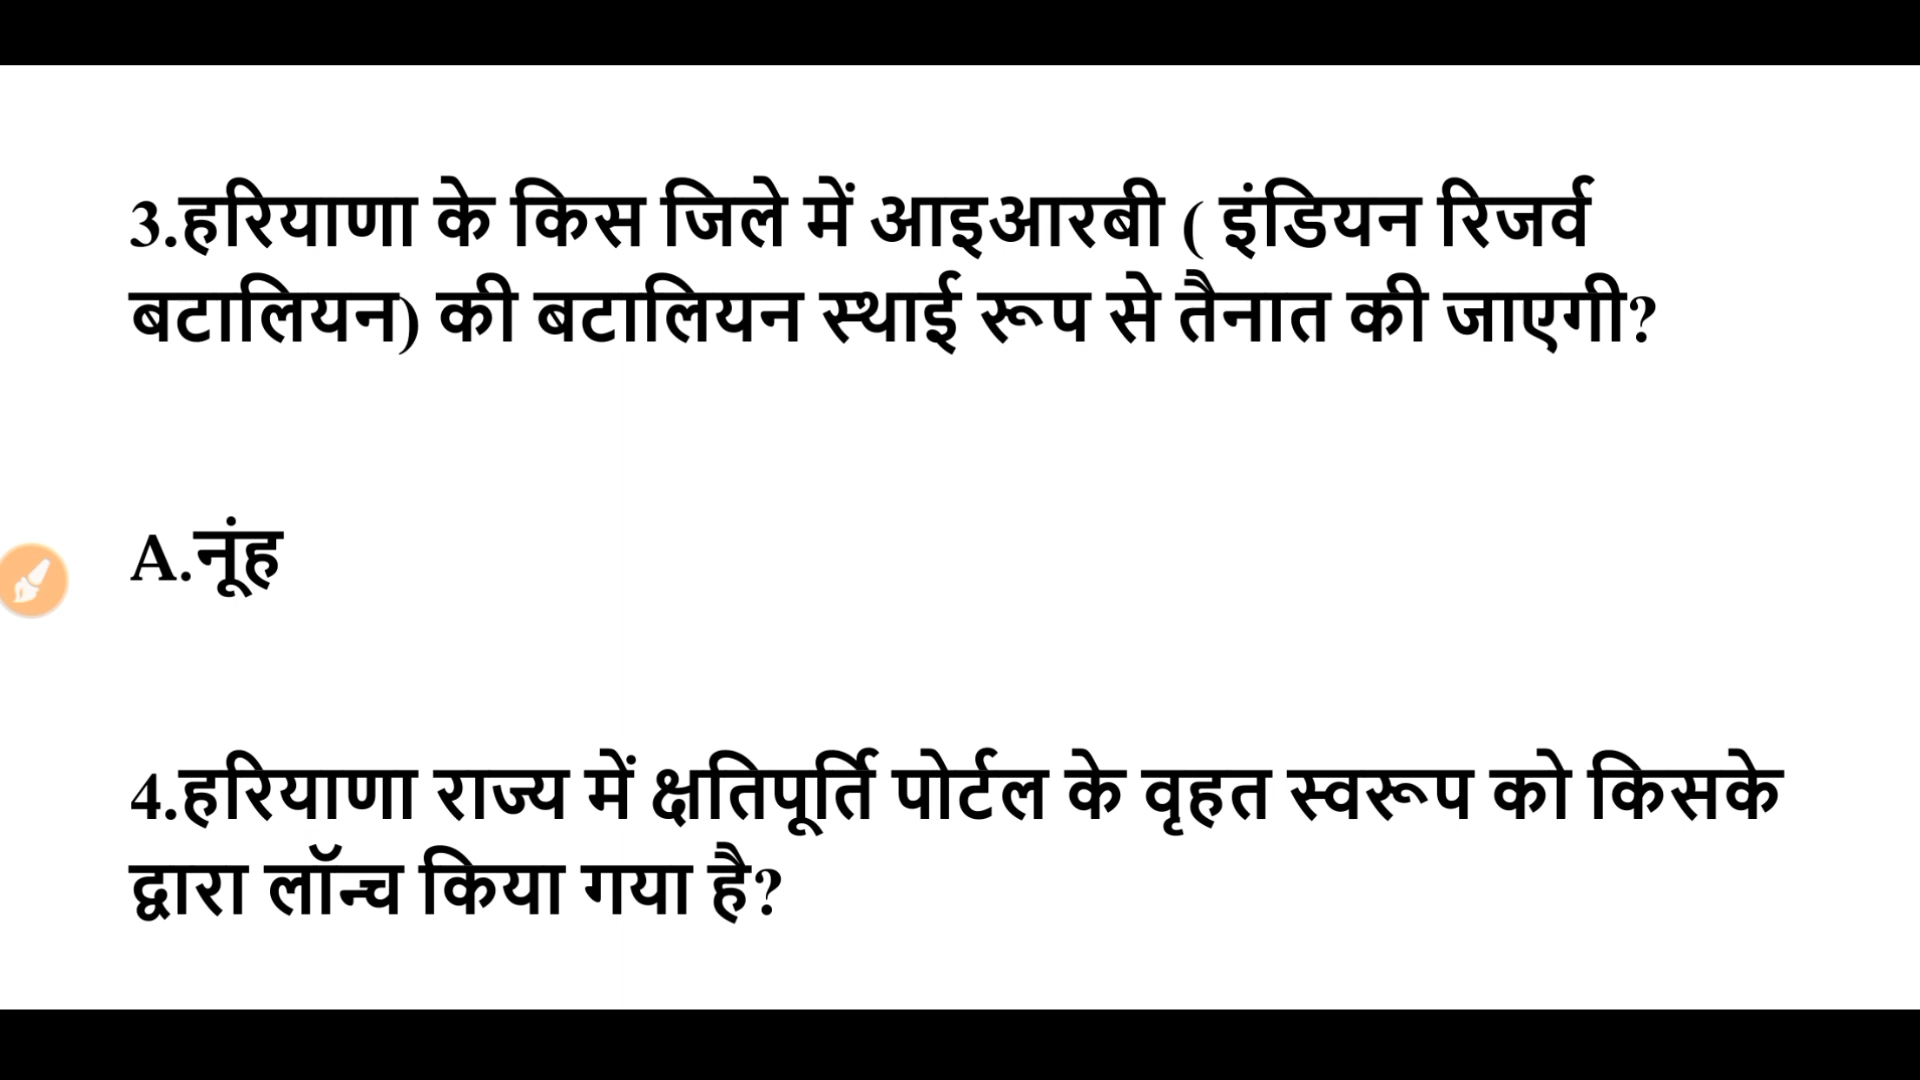 3.हरियाणा के किस जिले में आइआरबी ( इंडियन रिजर्व
बटालियन) की बटालियन स्थाई रूप से तैनात की जाएगी?
A.नूंह
4.हरियाणा राज्य में क्षतिपूर्ति पोर्टल के वृहत स्वरूप को किसके
द्वारा लॉन्च किया गया है?